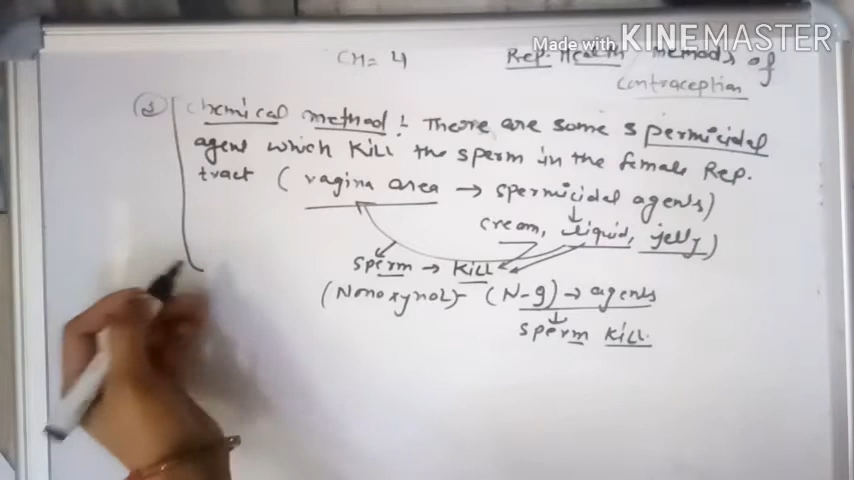 Made with KINEMASTER
CH= 4
Rep. Health / Methods of
contraception
chemical method : There are some spermicidal
agent which Kill the sperm in the female Rep.
tract ( vagina area → spermicidal agents)
cream, liquid, jelly)
sperm → Kill
(Nonoxynol)- (N-9) → agents
sperm Kill.